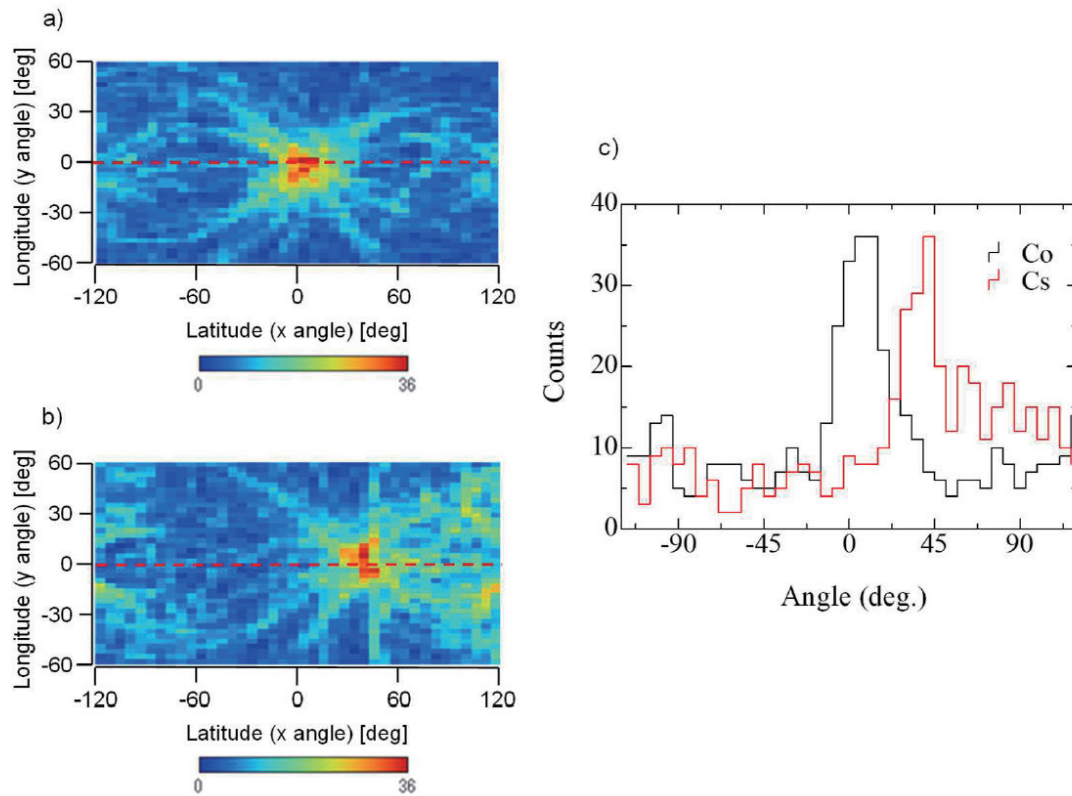 a)
Longitude (y angle) [deg]
60
30
0
-30
-60
-120 -60 0 60 120
Latitude (x angle) [deg]
0 36
b)
Longitude (y angle) [deg]
60
30
0
-30
-60
-120 -60 0 60 120
Latitude (x angle) [deg]
0 36
c)
Counts
40
30
20
10
0
Co
Cs
-90 -45 0 45 90
Angle (deg.)